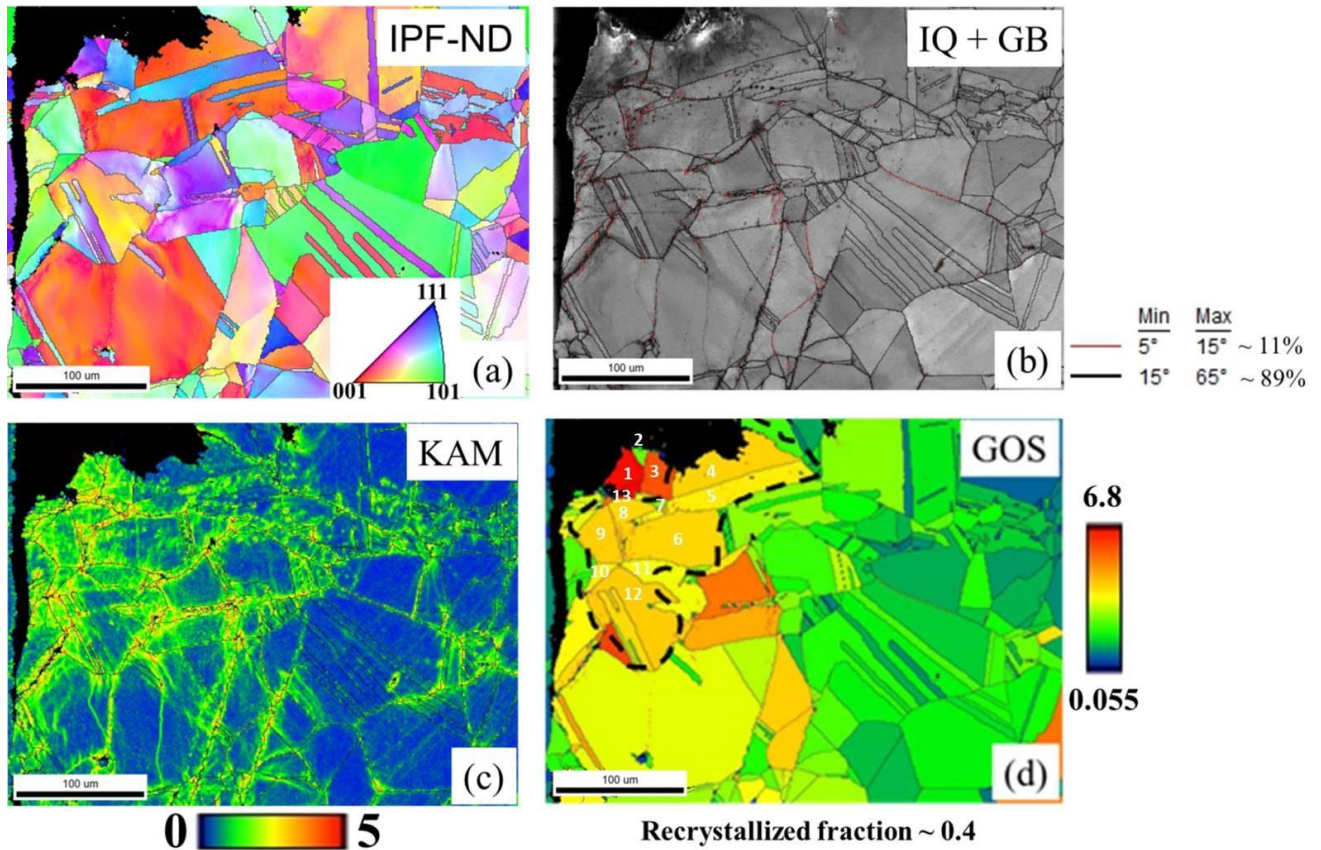 IPF-ND
111
001
101
100 um
(a)
IQ + GB
(b)
Min Max
5° 15° ~ 11%
15° 65° ~ 89%
KAM
100 um
(c)
0 5
GOS
2
1 3 4
13 5
8 7
9 6
10 11
12
100 um
(d)
6.8
0.055
Recrystallized fraction ~ 0.4
100 um